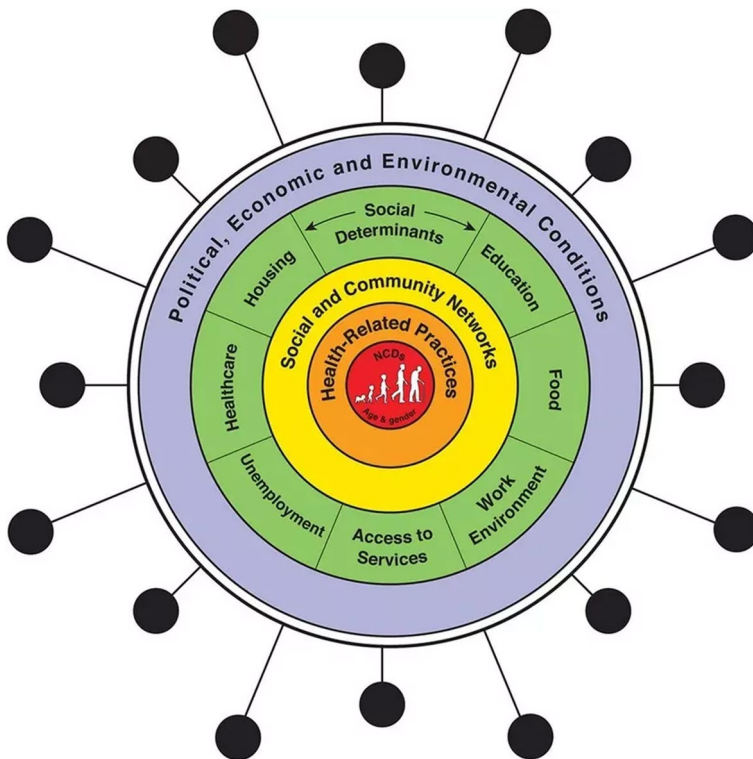 Political, Economic and Environmental Conditions
Social
Determinants
Housing
Education
Healthcare
Food
Unemployment
Access to
Services
Work
Environment
Social and Community Networks
Health-Related Practices
NCDs
Age & gender